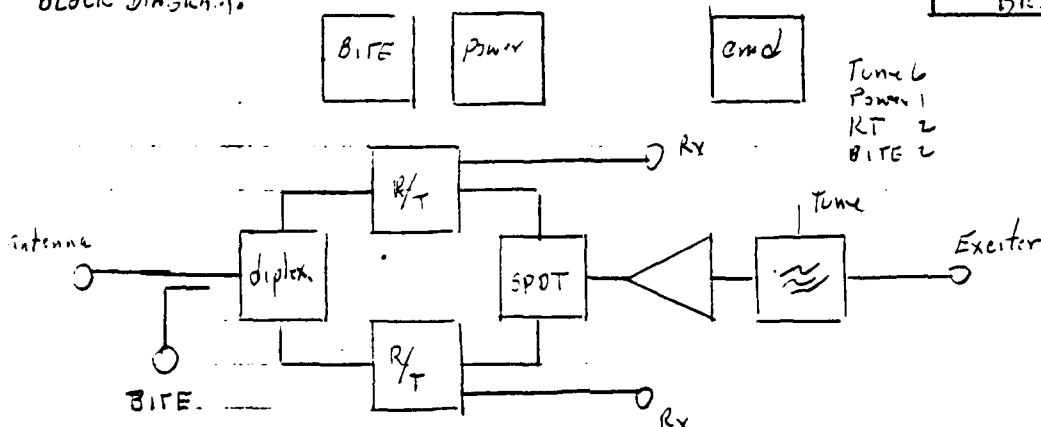 BLOCK DIAGRAM
BITE
Power
cmd
Tune 6
Power 1
RT 2
BITE 2
R/T
Rx
Tune
antenna
diplex.
SPDT
Exciter
R/T
BITE.
Rx